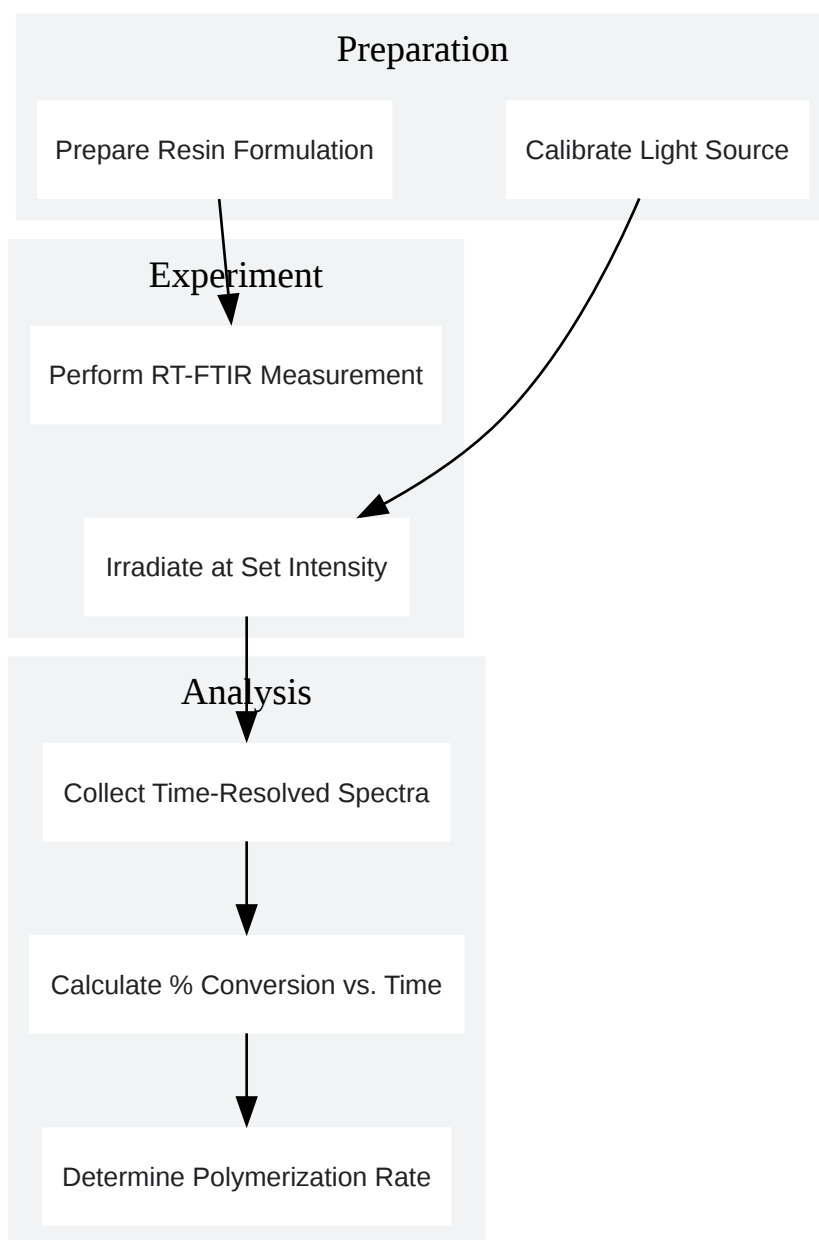 Preparation
Prepare Resin Formulation
Calibrate Light Source
Experiment
Perform RT-FTIR Measurement
Irradiate at Set Intensity
Analysis
Collect Time-Resolved Spectra
Calculate % Conversion vs. Time
Determine Polymerization Rate